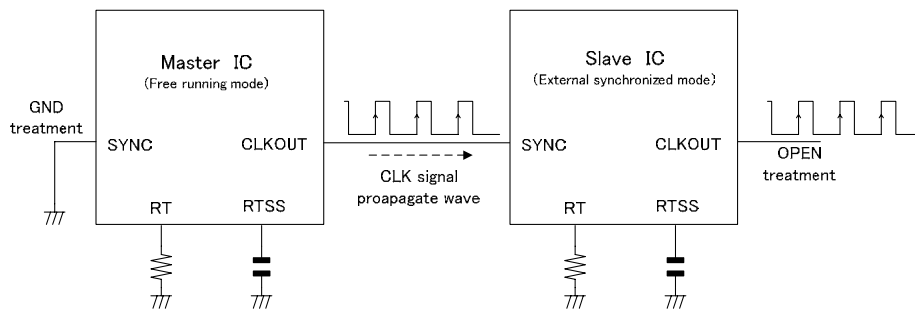 Master IC
(Free running mode)
GND
treatment
SYNC
CLKOUT
RT
RTSS
CLK signal
proapagate wave
Slave IC
(External synchronized mode)
SYNC
CLKOUT
RT
RTSS
OPEN
treatment